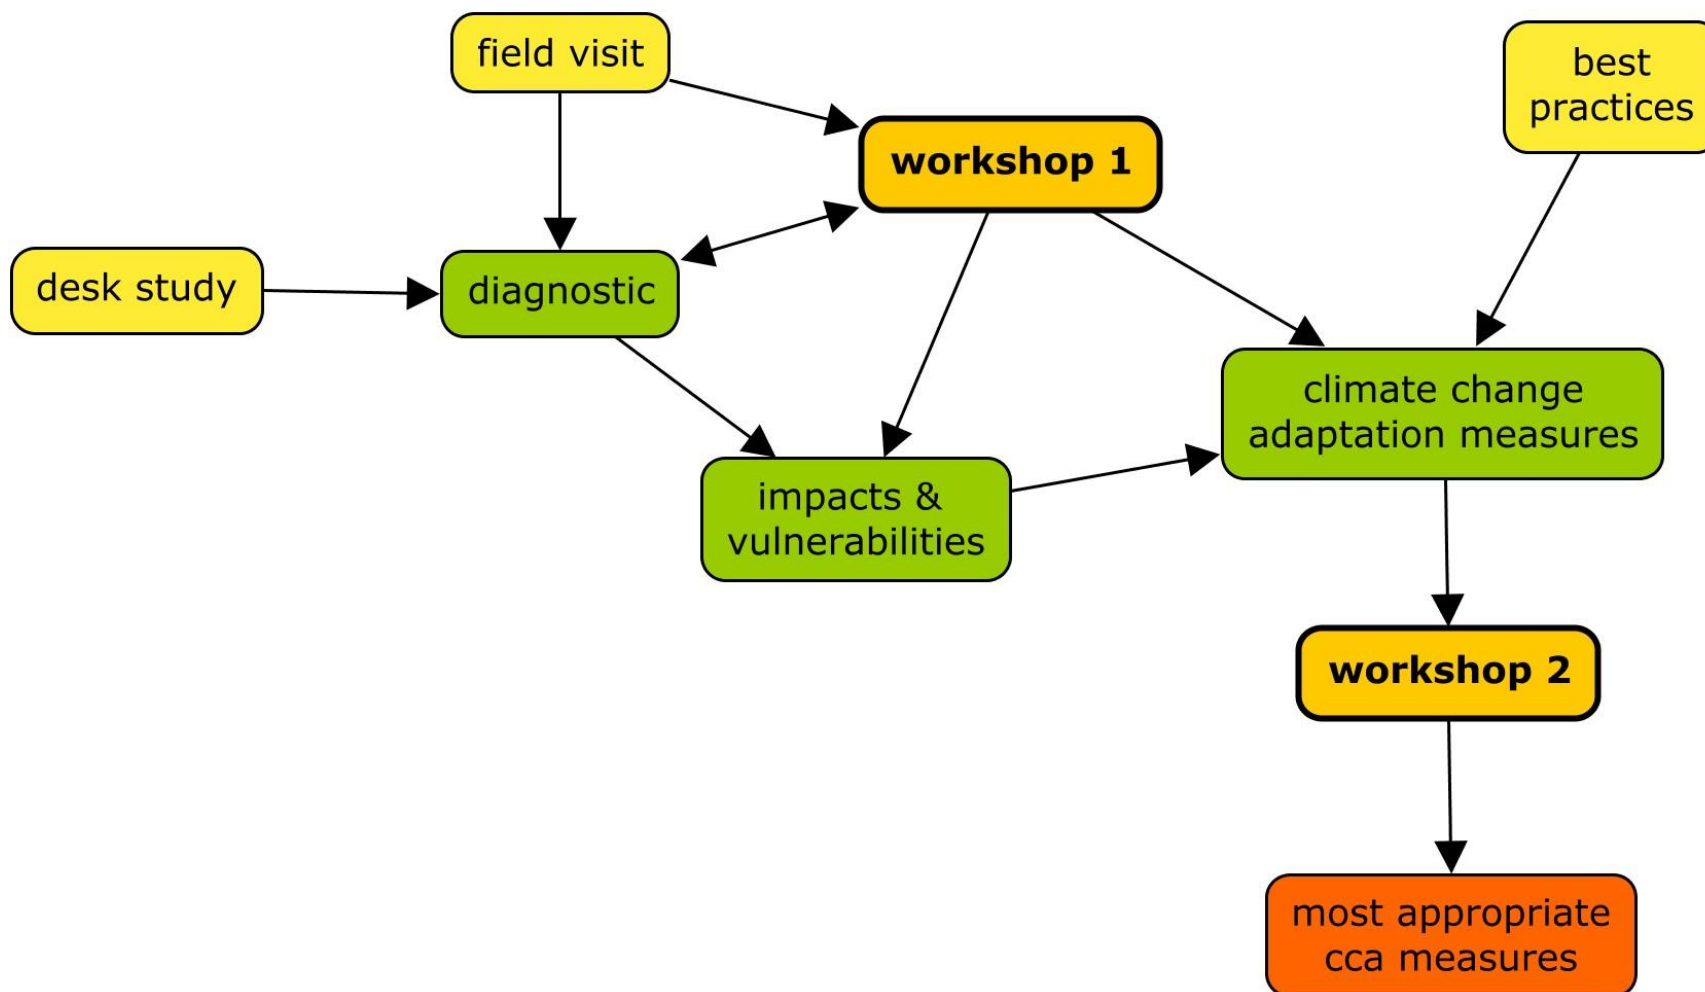 field visit
best
practices
workshop 1
desk study
diagnostic
climate change
adaptation measures
impacts &
vulnerabilities
workshop 2
most appropriate
cca measures